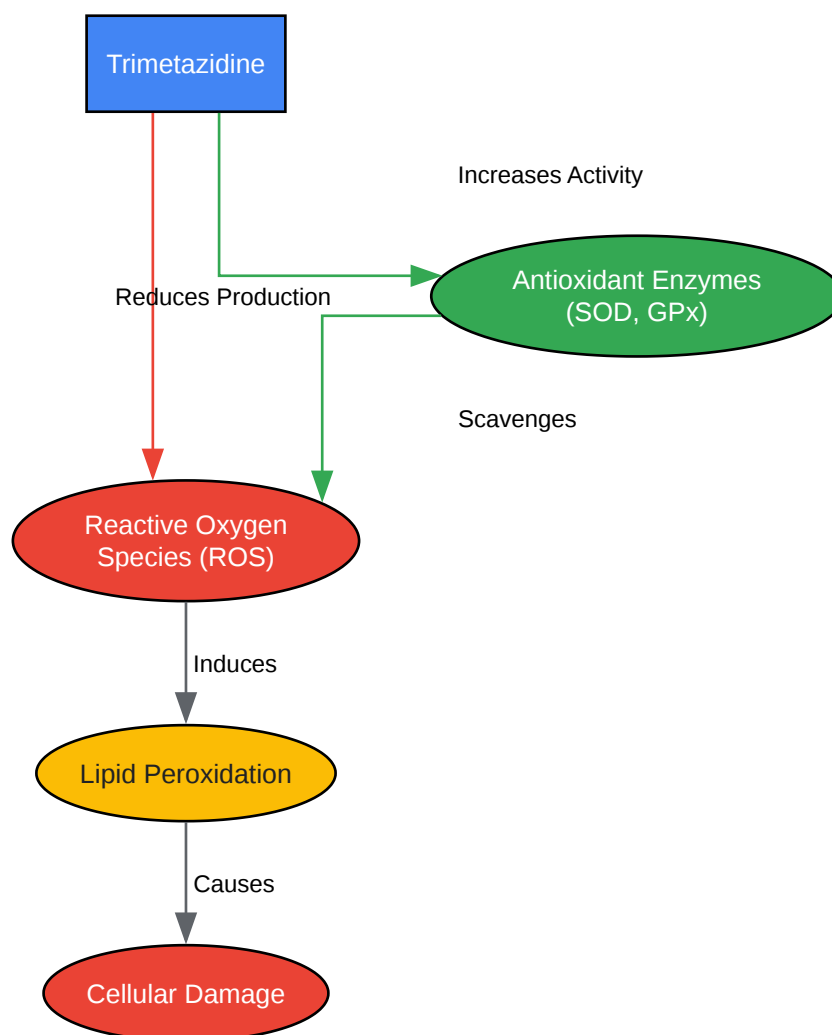 Trimetazidine
Increases Activity
Antioxidant Enzymes
(SOD, GPx)
Reduces Production
Scavenges
Reactive Oxygen
Species (ROS)
Induces
Lipid Peroxidation
Causes
Cellular Damage